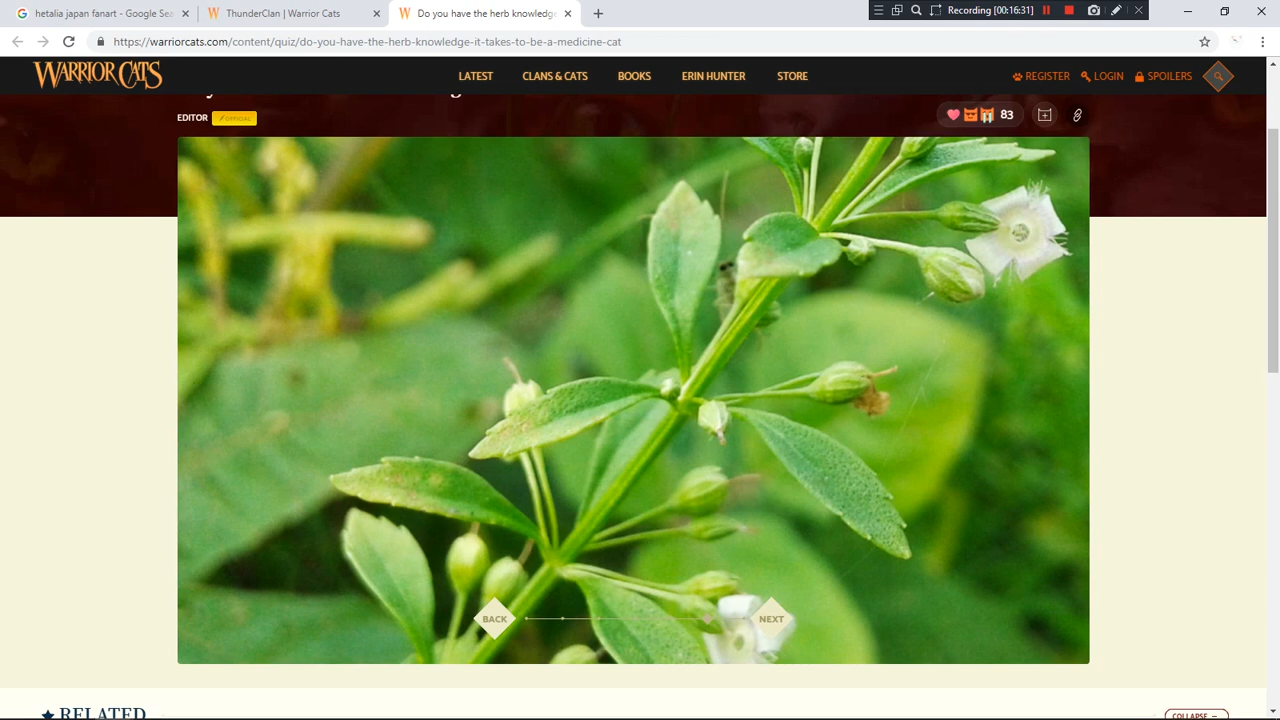 hetalia japan fanart - Google Sea
ThunderClan | Warrior Cats
Do you have the herb knowledge
Recording [00:16:31]
https://warriorcats.com/content/quiz/do-you-have-the-herb-knowledge-it-takes-to-be-a-medicine-cat
WARRIOR CATS
LATEST
CLANS & CATS
BOOKS
ERIN HUNTER
STORE
REGISTER
LOGIN
SPOILERS
EDITOR
OFFICIAL
83
BACK
NEXT
RELATED
COLLAPSE